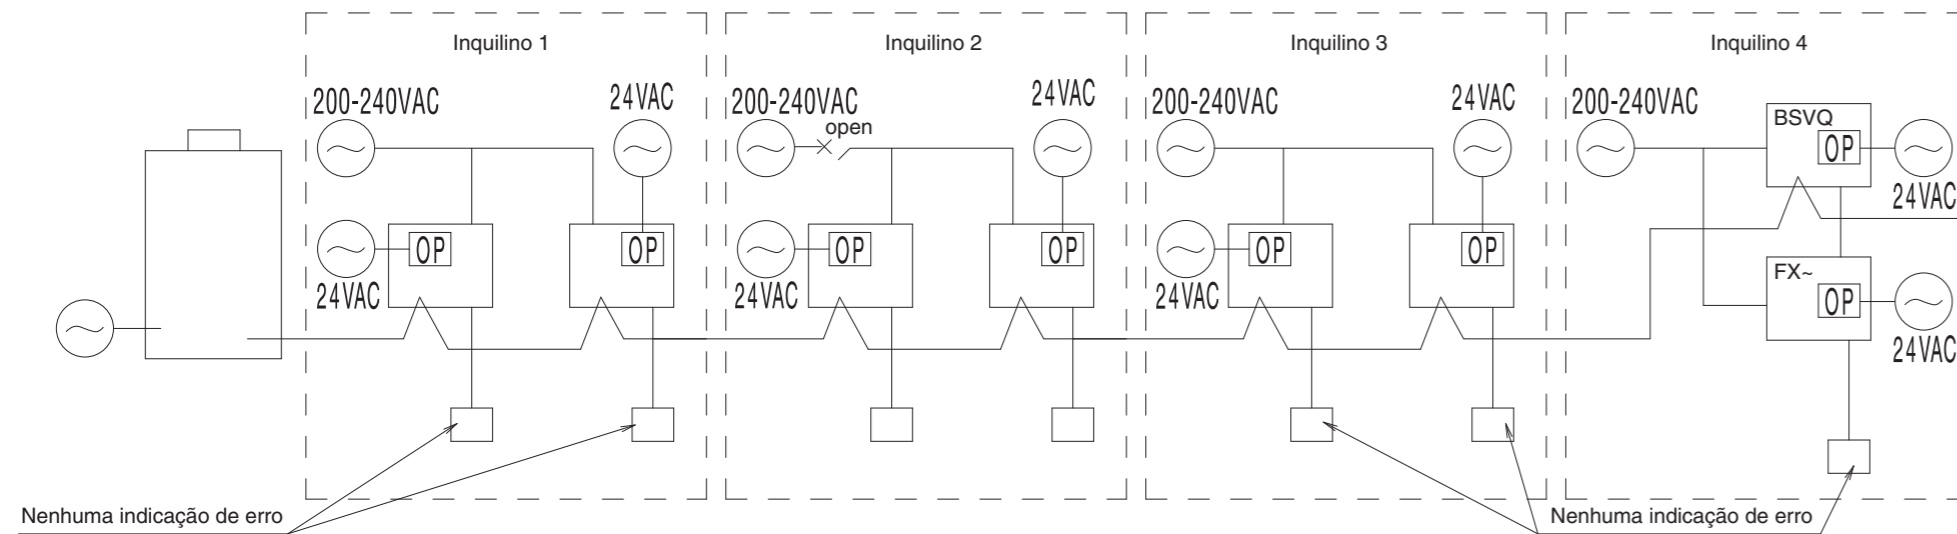 Inquilino 1
Inquilino 2
Inquilino 3
Inquilino 4
200-240VAC
24VAC
200-240VAC
24VAC
200-240VAC
24VAC
200-240VAC
BSVQ
open
OP
24VAC
OP
OP
OP
OP
OP
OP
FX~
OP
24VAC
24VAC
24VAC
24VAC
Nenhuma indicação de erro
Nenhuma indicação de erro